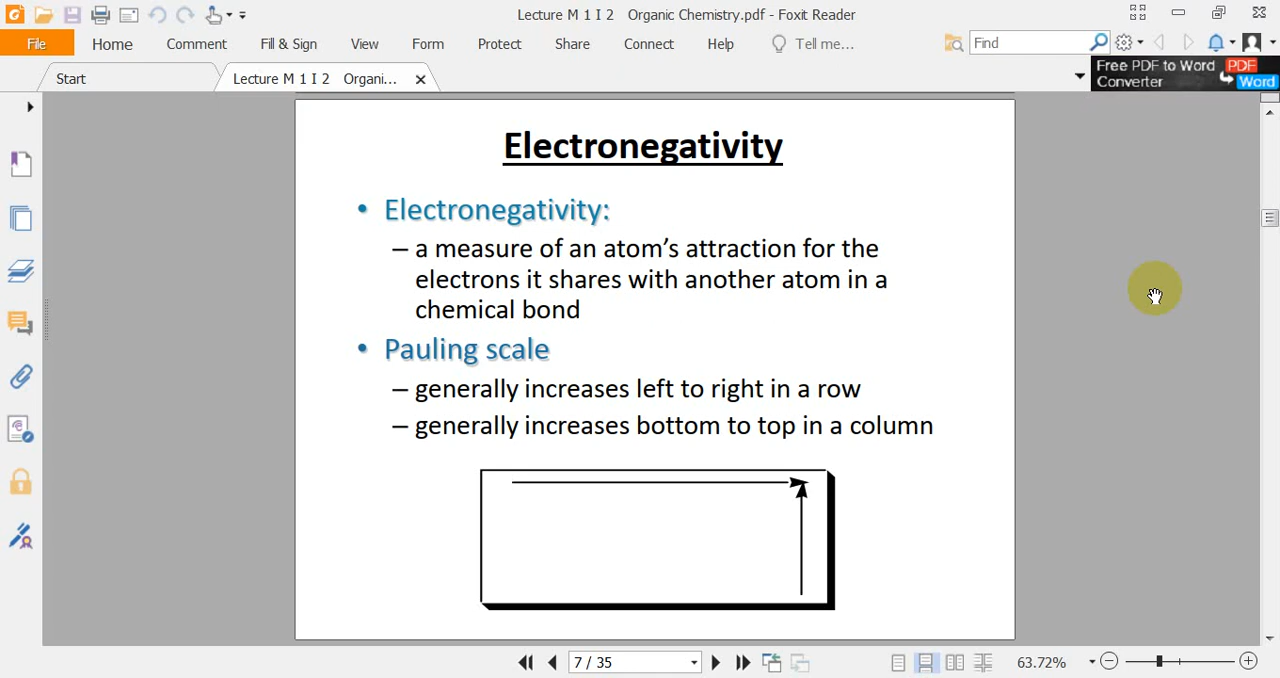 Lecture M 1 I 2 Organic Chemistry.pdf - Foxit Reader
File Home Comment Fill & Sign View Form Protect Share Connect Help Tell me... Find
Start Lecture M 1 I 2 Organi...
Free PDF to Word Converter PDF Word
Electronegativity
• Electronegativity:
– a measure of an atom's attraction for the
electrons it shares with another atom in a
chemical bond
• Pauling scale
– generally increases left to right in a row
– generally increases bottom to top in a column
7 / 35 63.72%